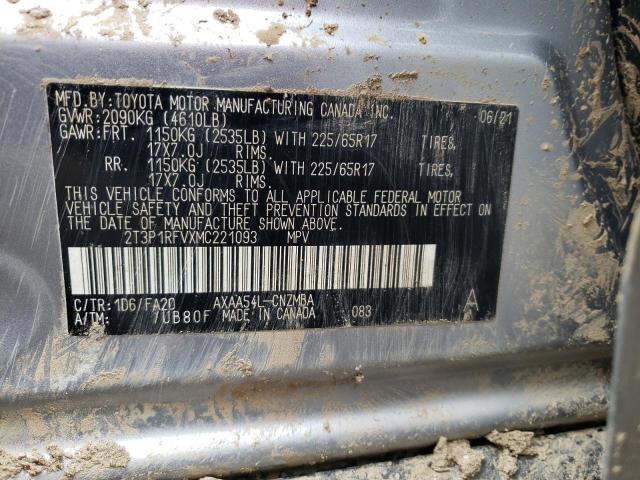 MFD.BY:TOYOTA MOTOR MANUFACTURING CANADA INC. 06/21
GVWR:2090KG (4610LB)
GAWR:FRT. 1150KG (2535LB) WITH 225/65R17 TIRES,
17X7.0J RIMS.
RR. 1150KG (2535LB) WITH 225/65R17 TIRES,
17X7.0J RIMS.
THIS VEHICLE CONFORMS TO ALL APPLICABLE FEDERAL MOTOR
VEHICLE SAFETY AND THEFT PREVENTION STANDARDS IN EFFECT ON
THE DATE OF MANUFACTURE SHOWN ABOVE.
2T3P1RFVXMC221093 MPV
C/TR:1D6/FA20 AXAA54L-CNZMBA A
A/TM: /UB80F MADE IN CANADA 083